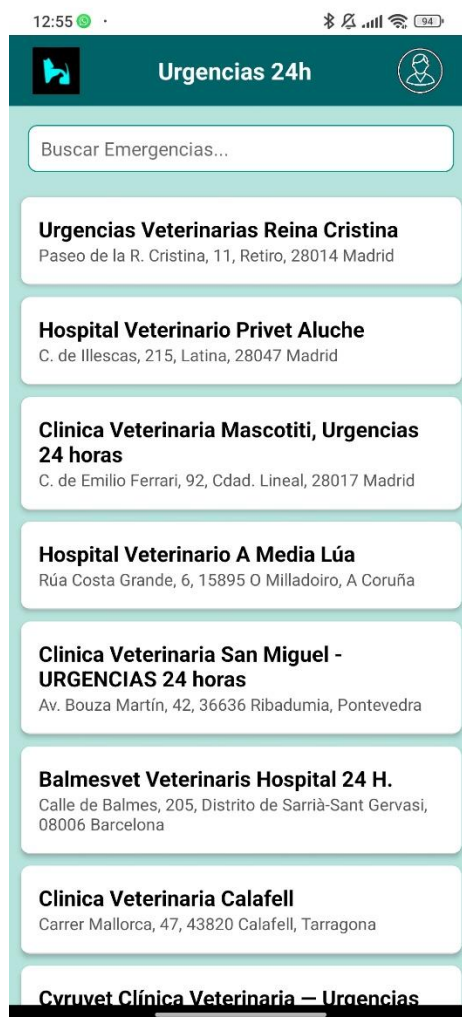 12:55
94
Urgencias 24h
Buscar Emergencias...
Urgencias Veterinarias Reina Cristina
Paseo de la R. Cristina, 11, Retiro, 28014 Madrid
Hospital Veterinario Privet Aluche
C. de Illescas, 215, Latina, 28047 Madrid
Clinica Veterinaria Mascotiti, Urgencias
24 horas
C. de Emilio Ferrari, 92, Cdad. Lineal, 28017 Madrid
Hospital Veterinario A Media Lúa
Rúa Costa Grande, 6, 15895 O Milladoiro, A Coruña
Clinica Veterinaria San Miguel -
URGENCIAS 24 horas
Av. Bouza Martín, 42, 36636 Ribadumia, Pontevedra
Balmesvet Veterinaris Hospital 24 H.
Calle de Balmes, 205, Distrito de Sarrià-Sant Gervasi,
08006 Barcelona
Clinica Veterinaria Calafell
Carrer Mallorca, 47, 43820 Calafell, Tarragona
Cyruvet Clínica Veterinaria — Urgencias